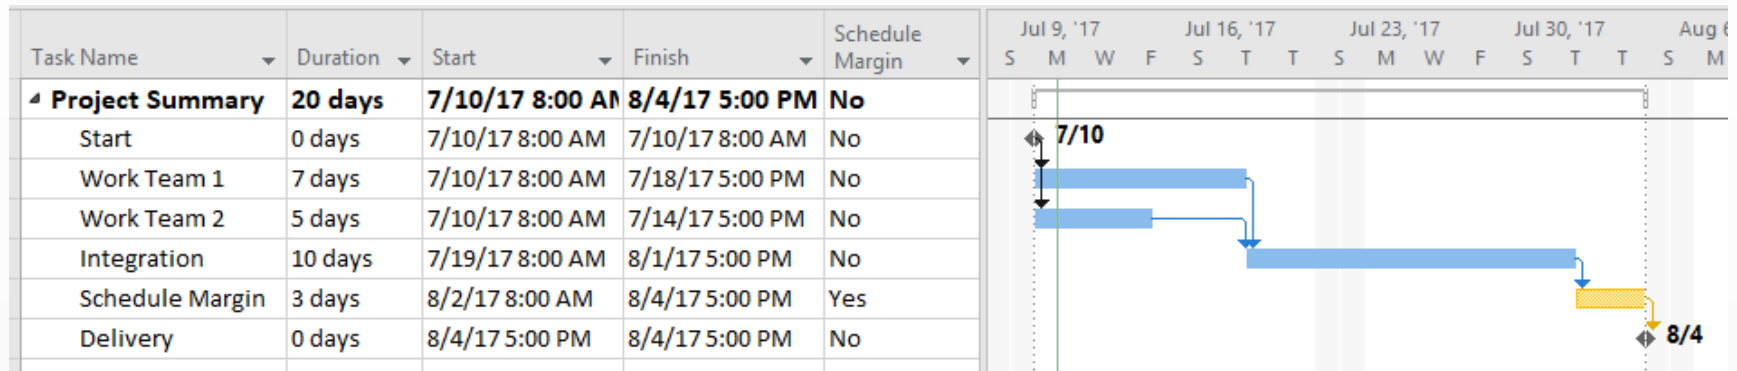 Task Name Duration Start Finish Schedule Margin Jul 9, '17 Jul 16, '17 Jul 23, '17 Jul 30, '17 Aug
S M W F S T T S M W F S T T S M
Project Summary 20 days 7/10/17 8:00 AM 8/4/17 5:00 PM No
Start 0 days 7/10/17 8:00 AM 7/10/17 8:00 AM No 7/10
Work Team 1 7 days 7/10/17 8:00 AM 7/18/17 5:00 PM No
Work Team 2 5 days 7/10/17 8:00 AM 7/14/17 5:00 PM No
Integration 10 days 7/19/17 8:00 AM 8/1/17 5:00 PM No
Schedule Margin 3 days 8/2/17 8:00 AM 8/4/17 5:00 PM Yes
Delivery 0 days 8/4/17 5:00 PM 8/4/17 5:00 PM No 8/4